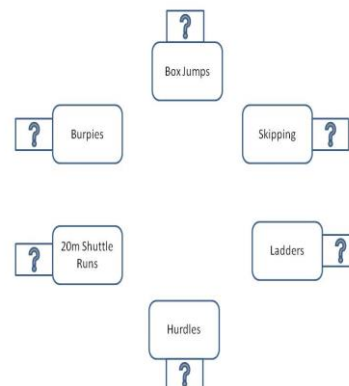 ?
Box Jumps
?
Burpies
Skipping
?
?
20m Shuttle
Runs
Ladders
?
Hurdles
?